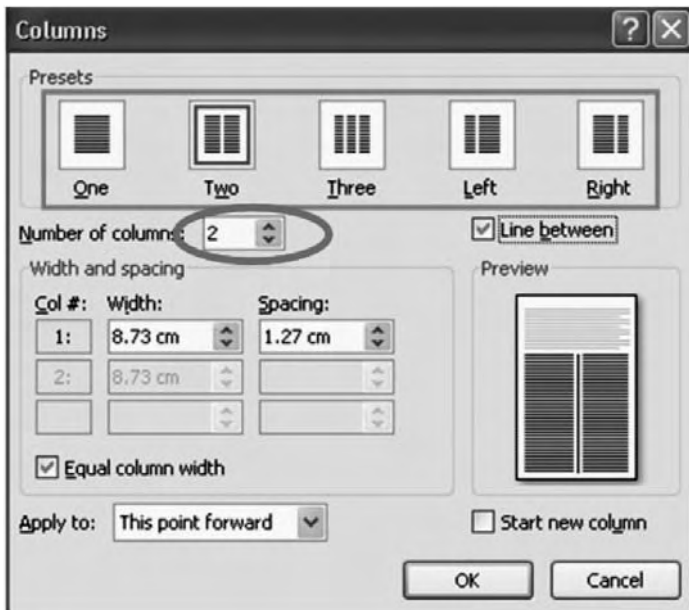 Columns
Presets
One Two Three Left Right
Number of columns: 2
Line between
Width and spacing
Preview
Col #: Width: Spacing:
1: 8.73 cm 1.27 cm
2: 8.73 cm
Equal column width
Apply to: This point forward
Start new column
OK Cancel